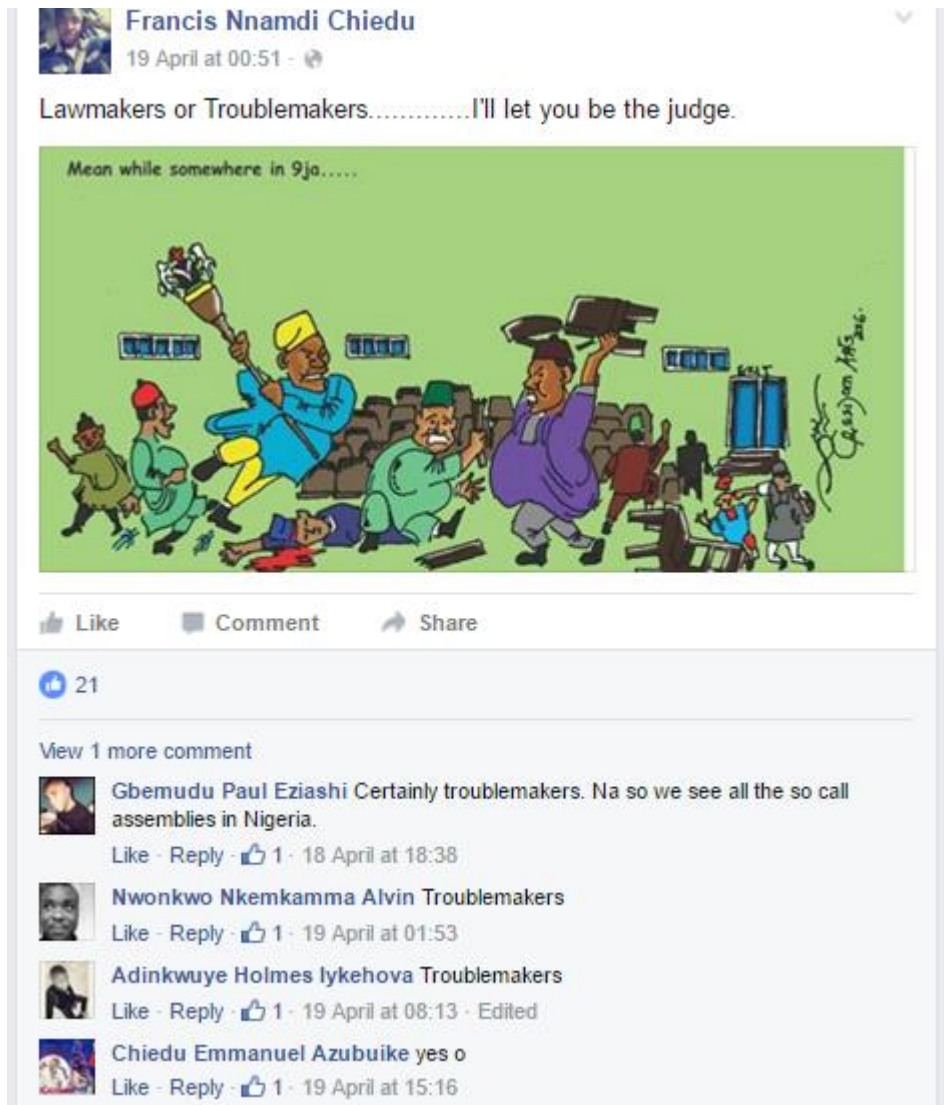 Francis Nnamdi Chiedu
19 April at 00:51 ·
Lawmakers or Troublemakers.............I'll let you be the judge.
Mean while somewhere in 9ja.....
EXIT
2016.
Like Comment Share
21
View 1 more comment
Gbemudu Paul Eziashi Certainly troublemakers. Na so we see all the so call
assemblies in Nigeria.
Like · Reply · 1 · 18 April at 18:38
Nwonkwo Nkemkamma Alvin Troublemakers
Like · Reply · 1 · 19 April at 01:53
Adinkwuye Holmes Iykehova Troublemakers
Like · Reply · 1 · 19 April at 08:13 · Edited
Chiedu Emmanuel Azubuike yes o
Like · Reply · 1 · 19 April at 15:16